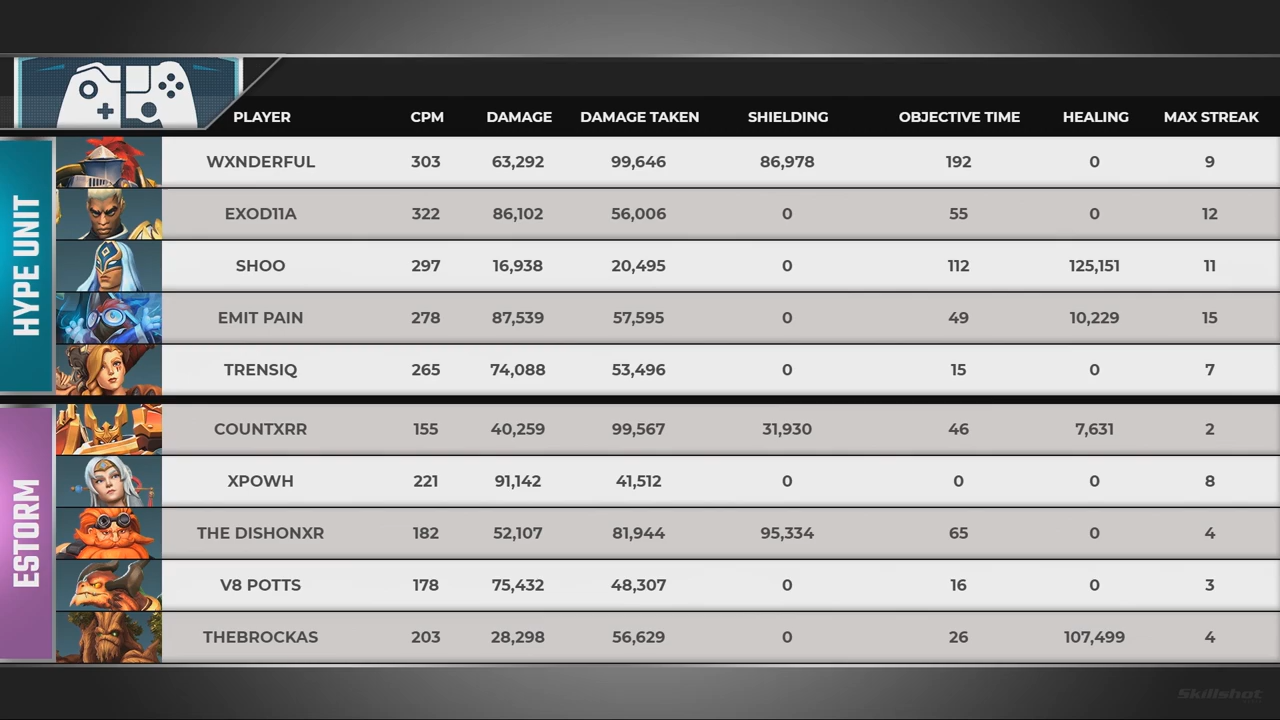 PLAYER CPM DAMAGE DAMAGE TAKEN SHIELDING OBJECTIVE TIME HEALING MAX STREAK
HYPE UNIT
WXNDERFUL 303 63,292 99,646 86,978 192 0 9
EXOD11A 322 86,102 56,006 0 55 0 12
SHOO 297 16,938 20,495 0 112 125,151 11
EMIT PAIN 278 87,539 57,595 0 49 10,229 15
TRENSIQ 265 74,088 53,496 0 15 0 7
ESTORM
COUNTXRR 155 40,259 99,567 31,930 46 7,631 2
XPOWH 221 91,142 41,512 0 0 0 8
THE DISHONXR 182 52,107 81,944 95,334 65 0 4
V8 POTTS 178 75,432 48,307 0 16 0 3
THEBROCKAS 203 28,298 56,629 0 26 107,499 4
Skillshot